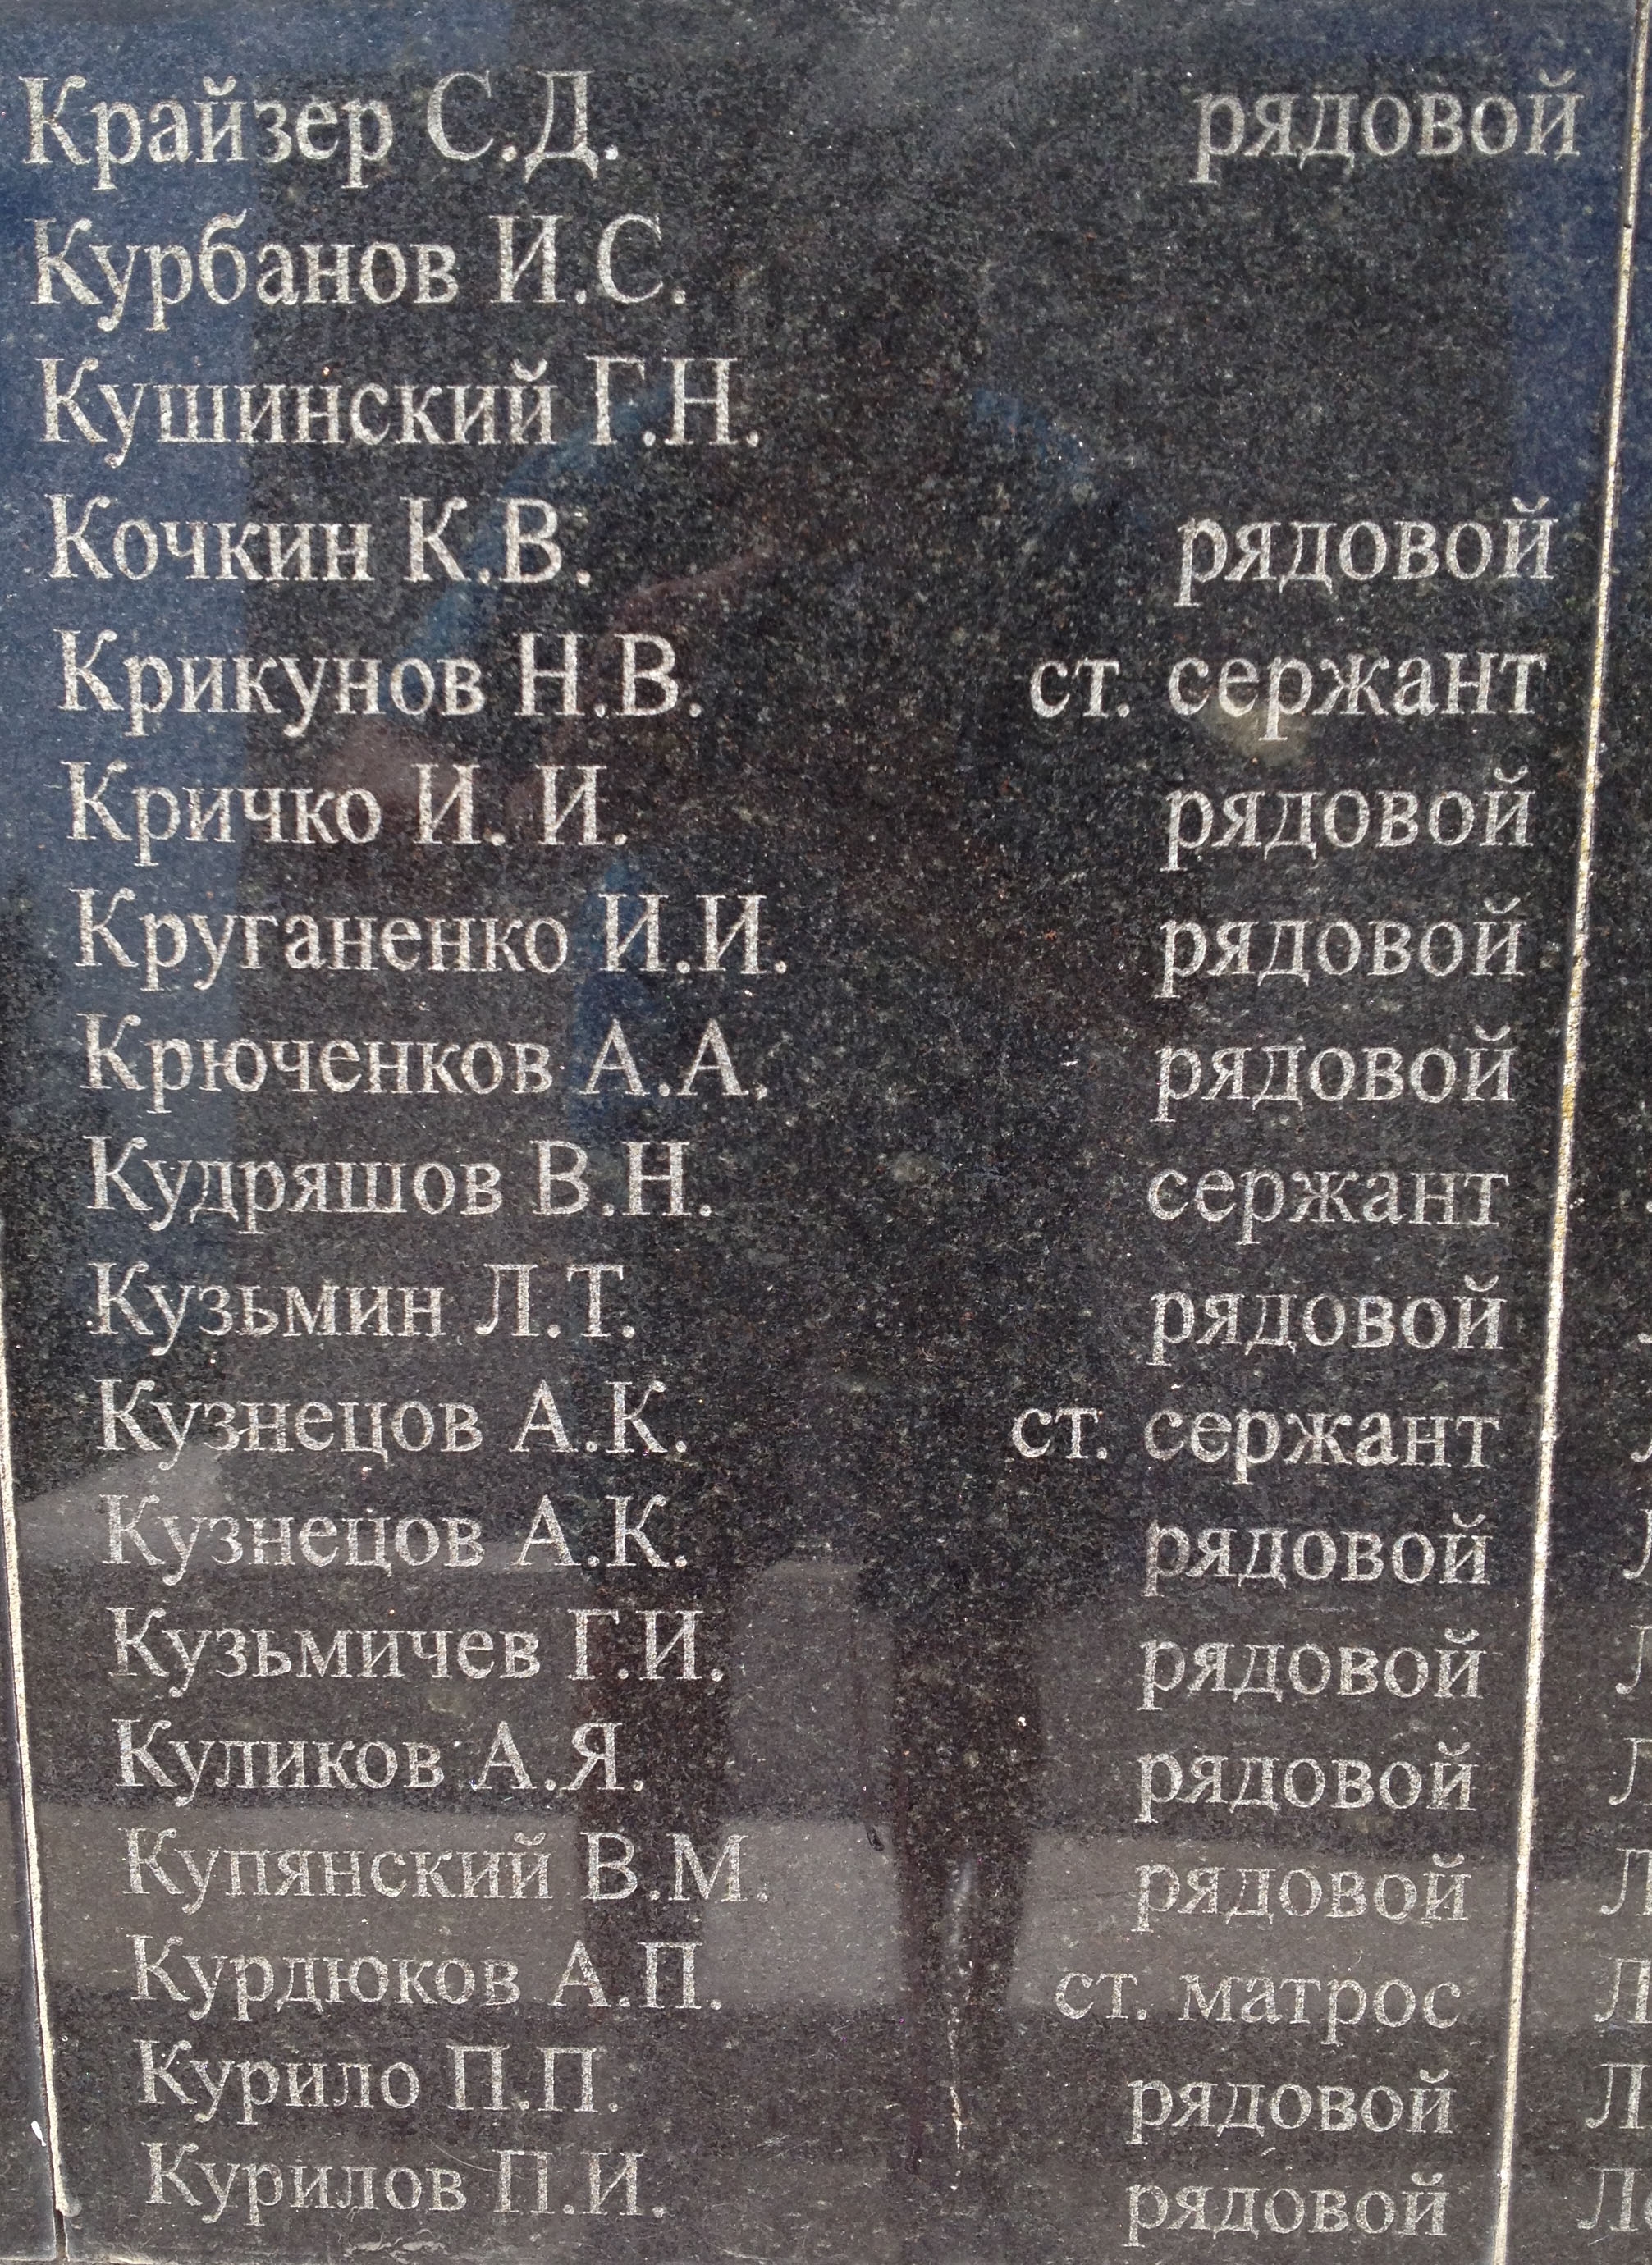 Крайзер С.Д. рядовой
Курбанов И.С.
Кушинский Г.Н.
Кочкин К.В. рядовой
Крикунов Н.В. ст. сержант
Кричко И. И. рядовой
Круганенко И.И. рядовой
Крюченков А.А. рядовой
Кудряшов В.Н. сержант
Кузьмин Л.Т. рядовой
Кузнецов А.К. ст. сержант
Кузнецов А.К. рядовой
Кузьмичев Г.И. рядовой
Куликов А.Я. рядовой
Купянский В.М. рядовой
Курдюков А.П. ст. матрос
Курило П.П. рядовой
Курилов П.И. рядовой